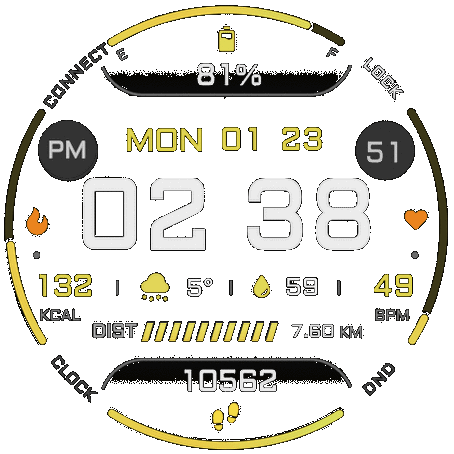 E F
CONNECT LOCK
81%
MON 01 23
PM 51
02 38
132 5° 59 49
KCAL BPM
DIST 7.60 KM
CLOCK 10562 DND